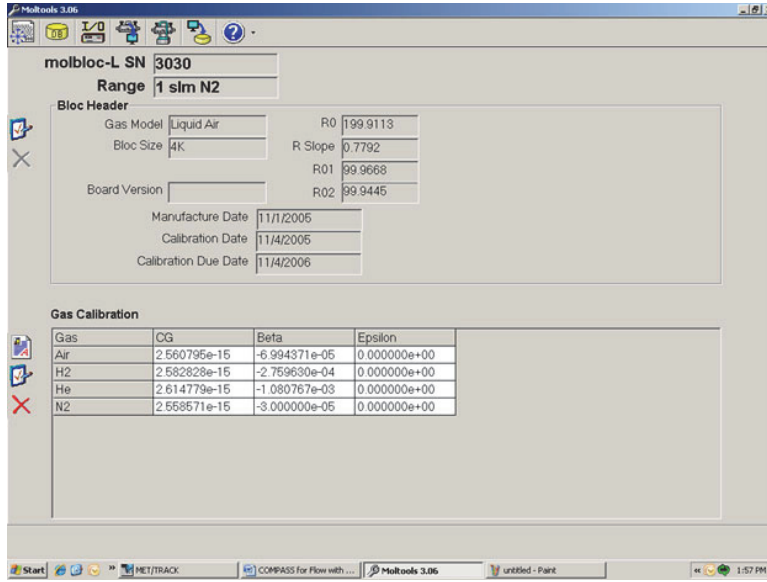 Moltools 3.06
DB I/O
molbloc-L SN 3030
Range 1 slm N2
Bloc Header
Gas Model Liquid Air R0 199.9113
Bloc Size 4K R Slope 0.7792
R01 99.9668
Board Version R02 99.9445
Manufacture Date 11/1/2005
Calibration Date 11/4/2005
Calibration Due Date 11/4/2006
Gas Calibration
Gas CG Beta Epsilon
Air 2.560795e-15 -6.994371e-05 0.000000e+00
H2 2.582828e-15 -2.759630e-04 0.000000e+00
He 2.614779e-15 -1.080767e-03 0.000000e+00
N2 2.558571e-15 -3.000000e-05 0.000000e+00
Start » MET/TRACK COMPASS for Flow with ... Moltools 3.06 untitled - Paint « 1:57 PM